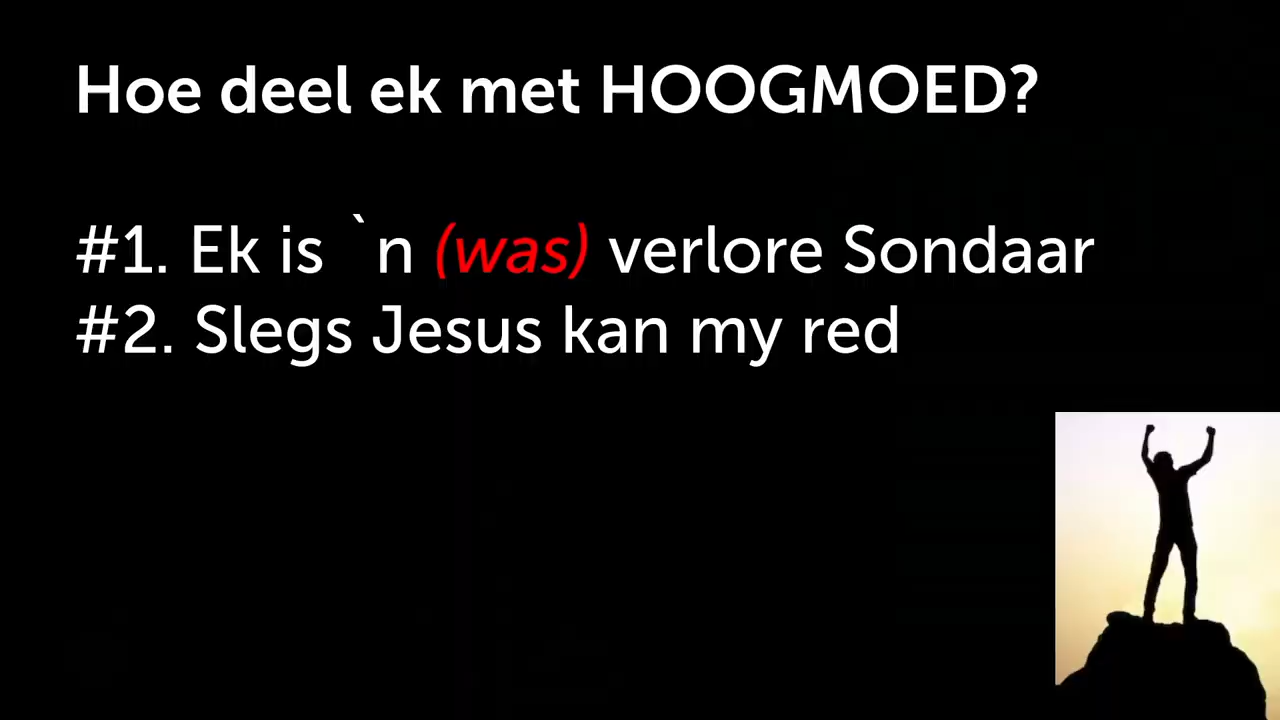 Hoe deel ek met HOOGMOED?
#1. Ek is `n (was) verlore Sondaar
#2. Slegs Jesus kan my red